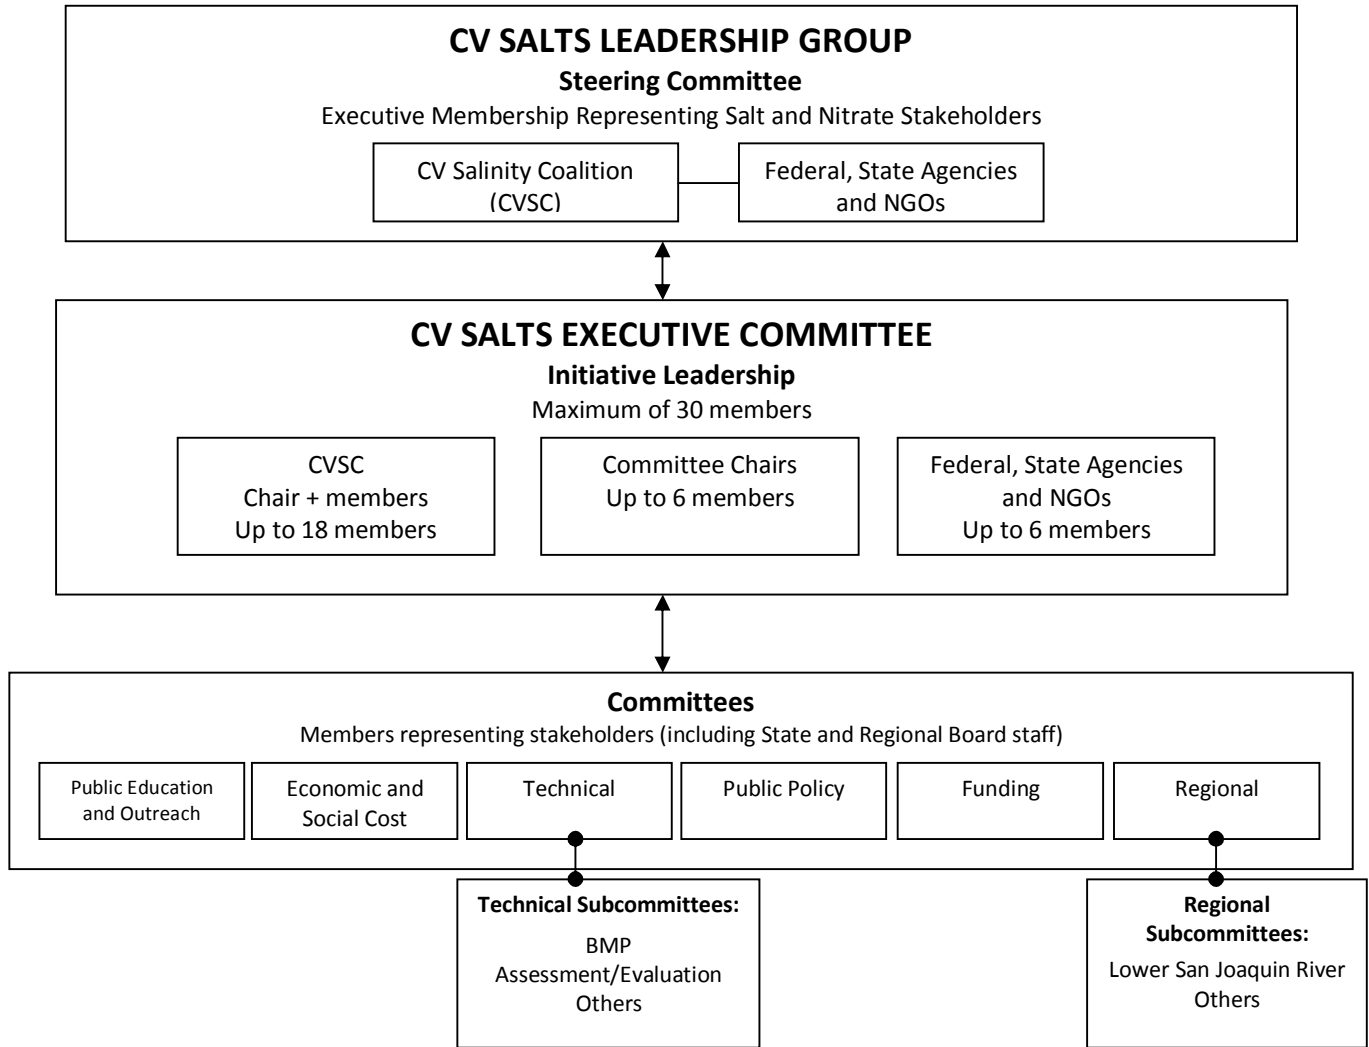 CV SALTS LEADERSHIP GROUP
Steering Committee
Executive Membership Representing Salt and Nitrate Stakeholders
CV Salinity Coalition
(CVSC)
Federal, State Agencies
and NGOs
CV SALTS EXECUTIVE COMMITTEE
Initiative Leadership
Maximum of 30 members
CVSC
Chair + members
Up to 18 members
Committee Chairs
Up to 6 members
Federal, State Agencies
and NGOs
Up to 6 members
Committees
Members representing stakeholders (including State and Regional Board staff)
Public Education
and Outreach
Economic and
Social Cost
Technical
Public Policy
Funding
Regional
Technical Subcommittees:
BMP
Assessment/Evaluation
Others
Regional
Subcommittees:
Lower San Joaquin River
Others